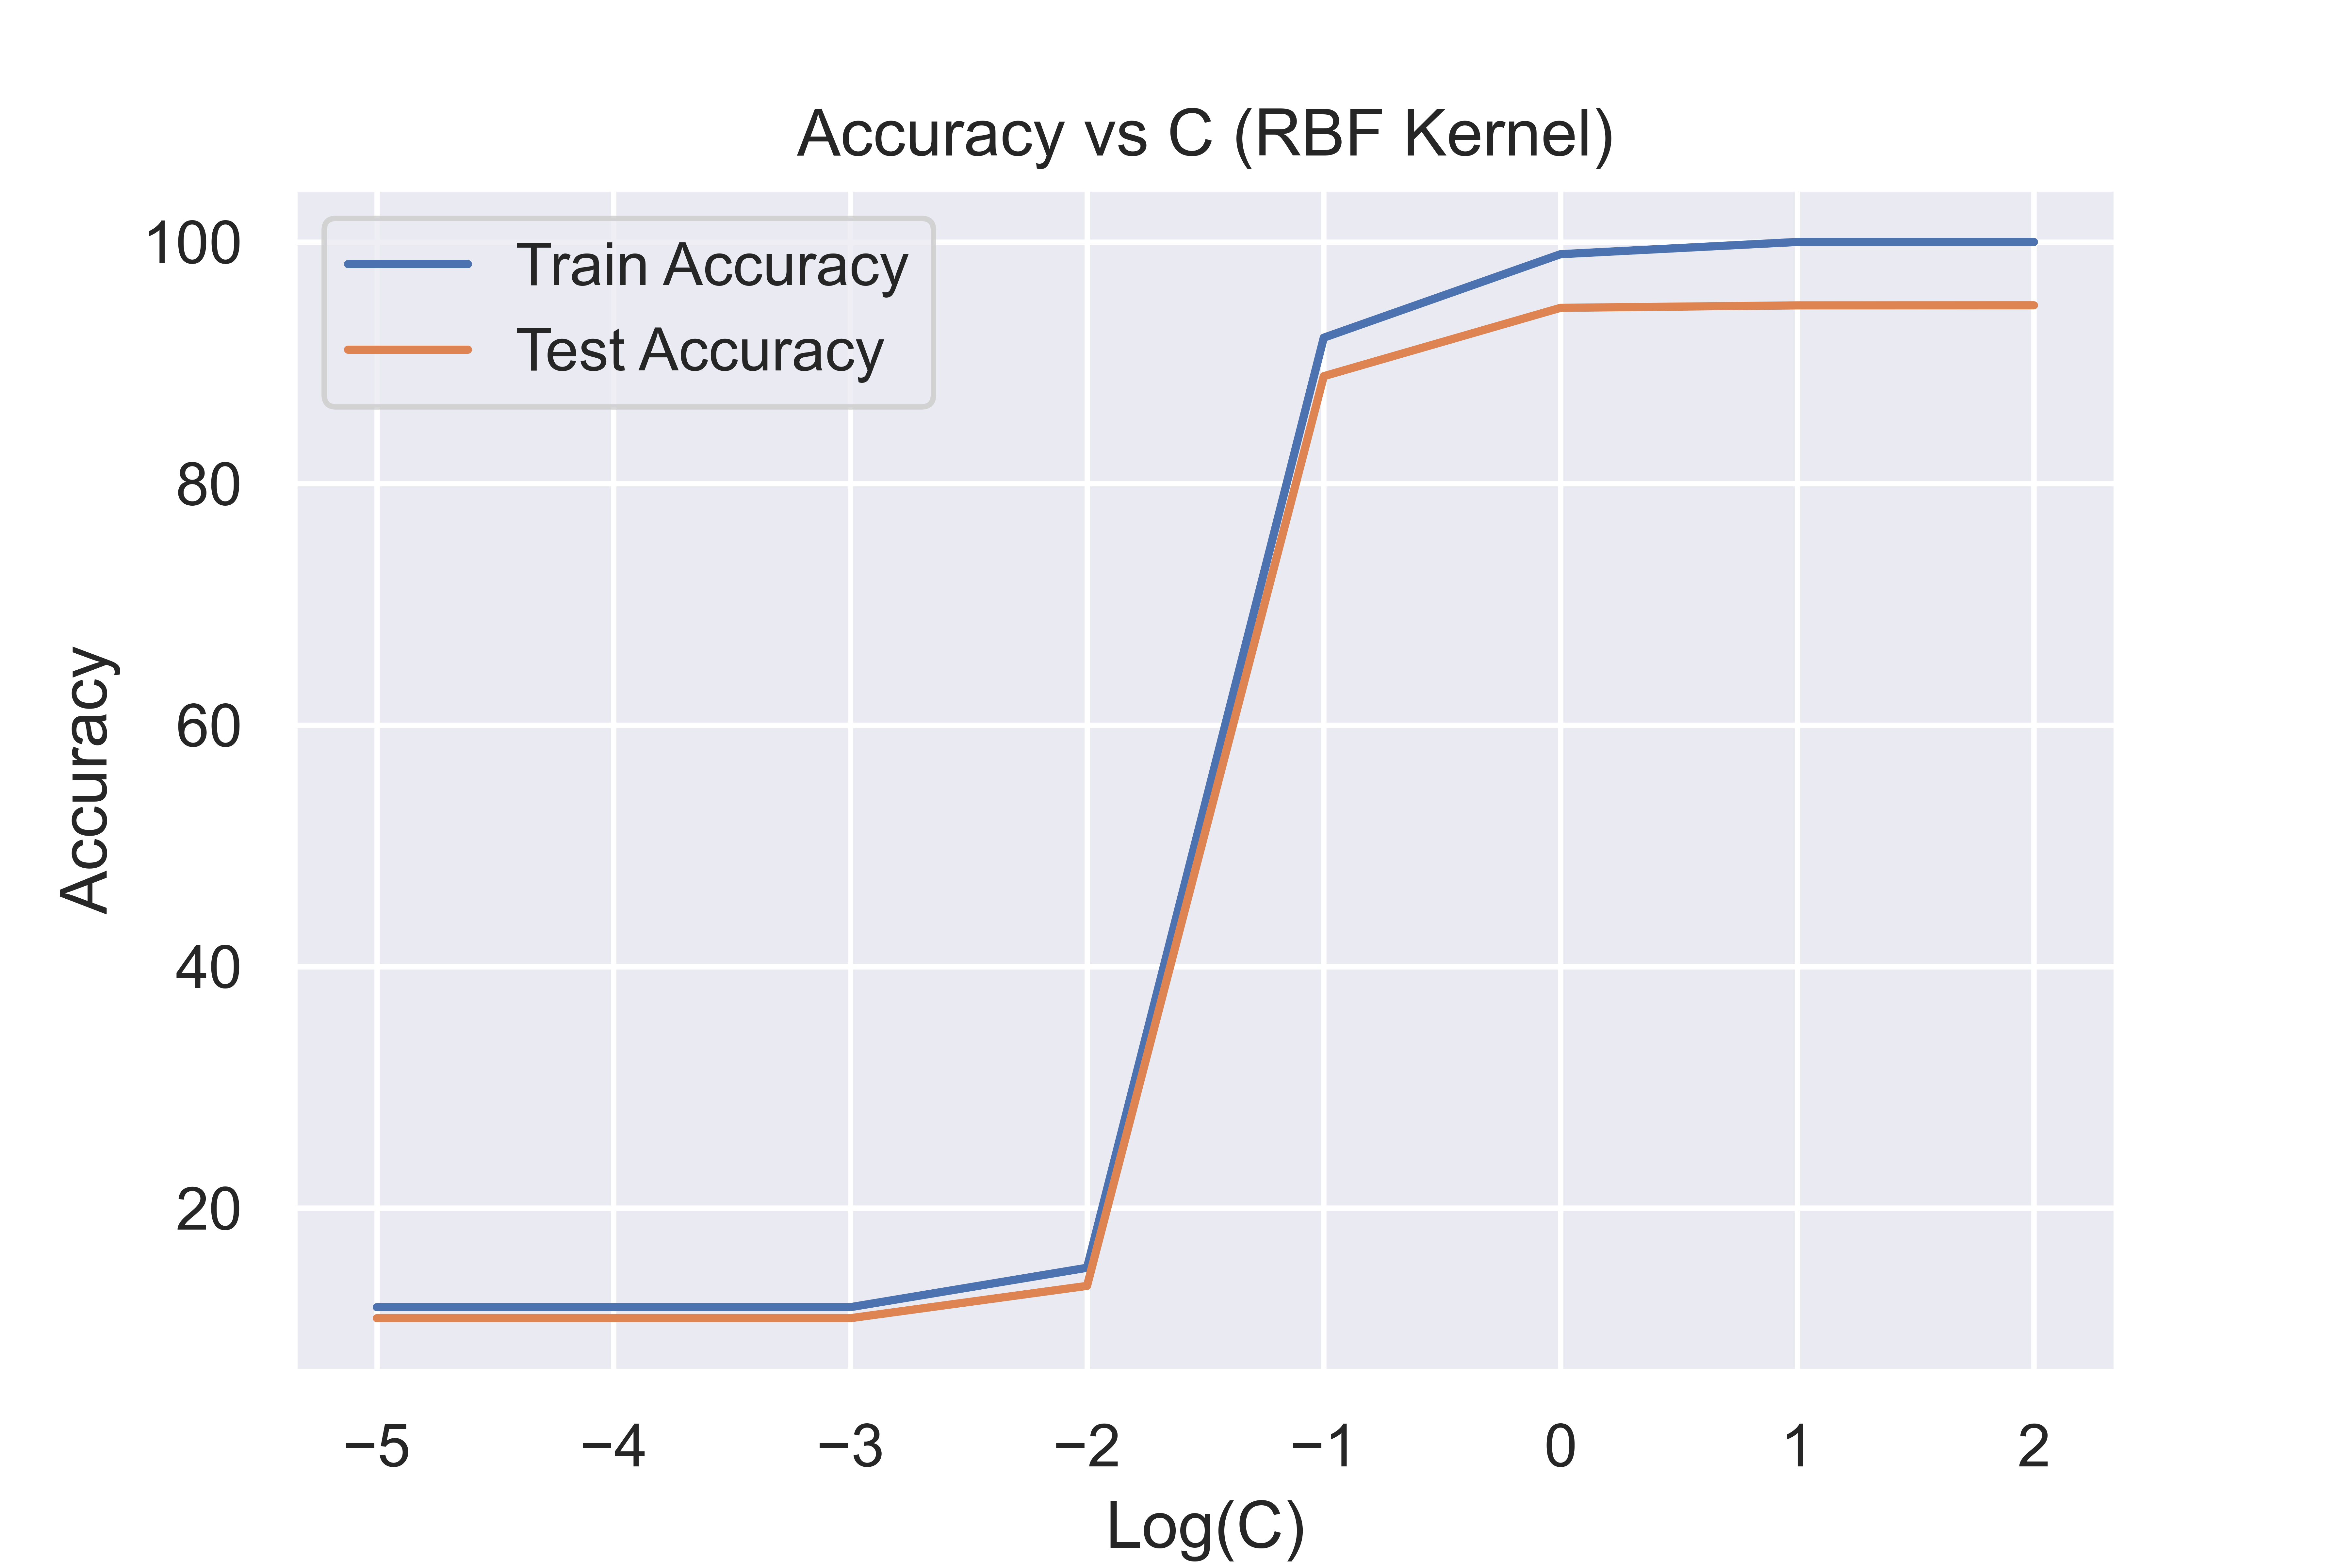 Accuracy vs C (RBF Kernel)
Train Accuracy
Test Accuracy
100
80
60
40
20
Accuracy
−5 −4 −3 −2 −1 0 1 2
Log(C)